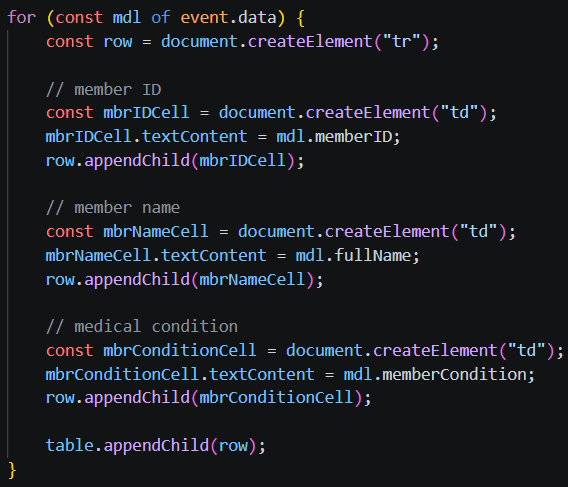 for (const mdl of event.data) {
    const row = document.createElement("tr");

    // member ID
    const mbrIDCell = document.createElement("td");
    mbrIDCell.textContent = mdl.memberID;
    row.appendChild(mbrIDCell);

    // member name
    const mbrNameCell = document.createElement("td");
    mbrNameCell.textContent = mdl.fullName;
    row.appendChild(mbrNameCell);

    // medical condition
    const mbrConditionCell = document.createElement("td");
    mbrConditionCell.textContent = mdl.memberCondition;
    row.appendChild(mbrConditionCell);

    table.appendChild(row);
}